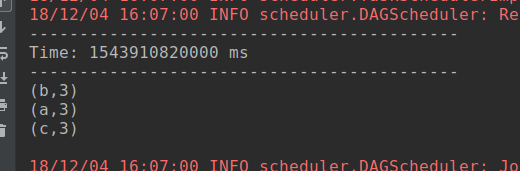 18/12/04 16:07:00 INFO scheduler.DAGScheduler: Re
-------------------------------------------
Time: 1543910820000 ms
-------------------------------------------
(b,3)
(a,3)
(c,3)
18/12/04 16:07:00 INFO scheduler.DAGScheduler: Jo